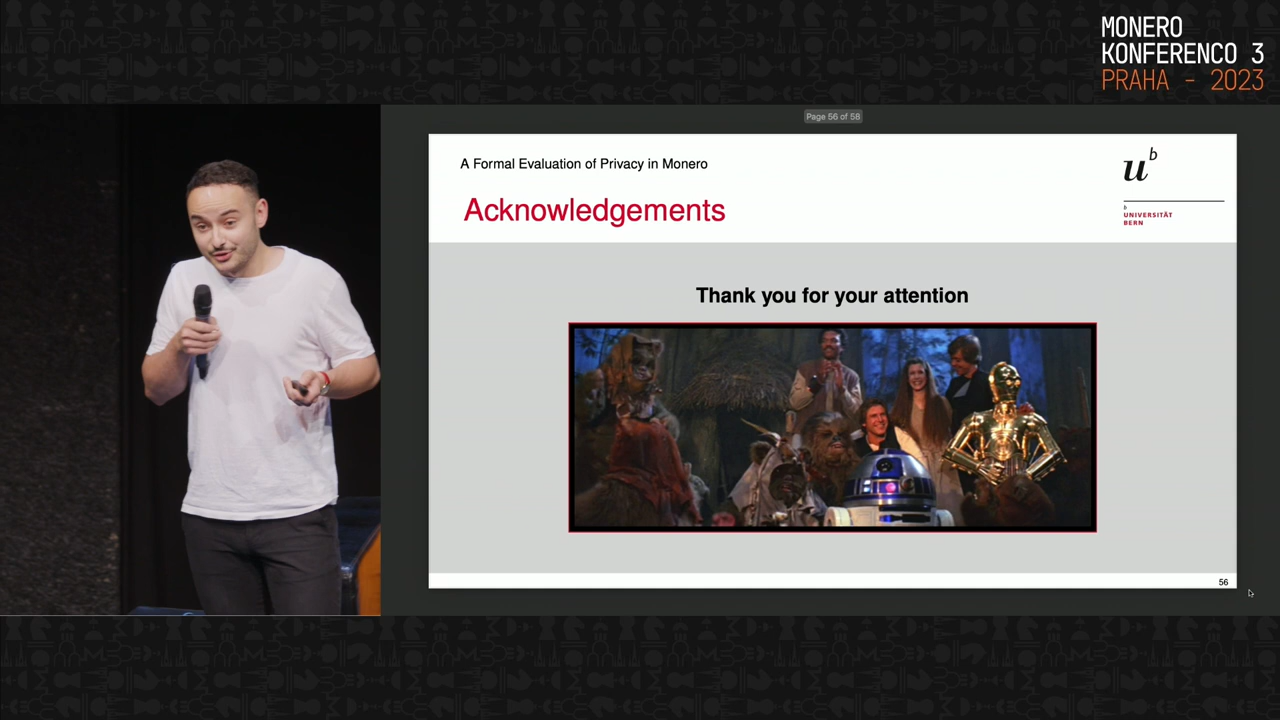 MONERO
KONFERENCO 3
PRAHA - 2023
Page 56 of 58
A Formal Evaluation of Privacy in Monero
u b
Acknowledgements
b
UNIVERSITÄT
BERN
Thank you for your attention
56